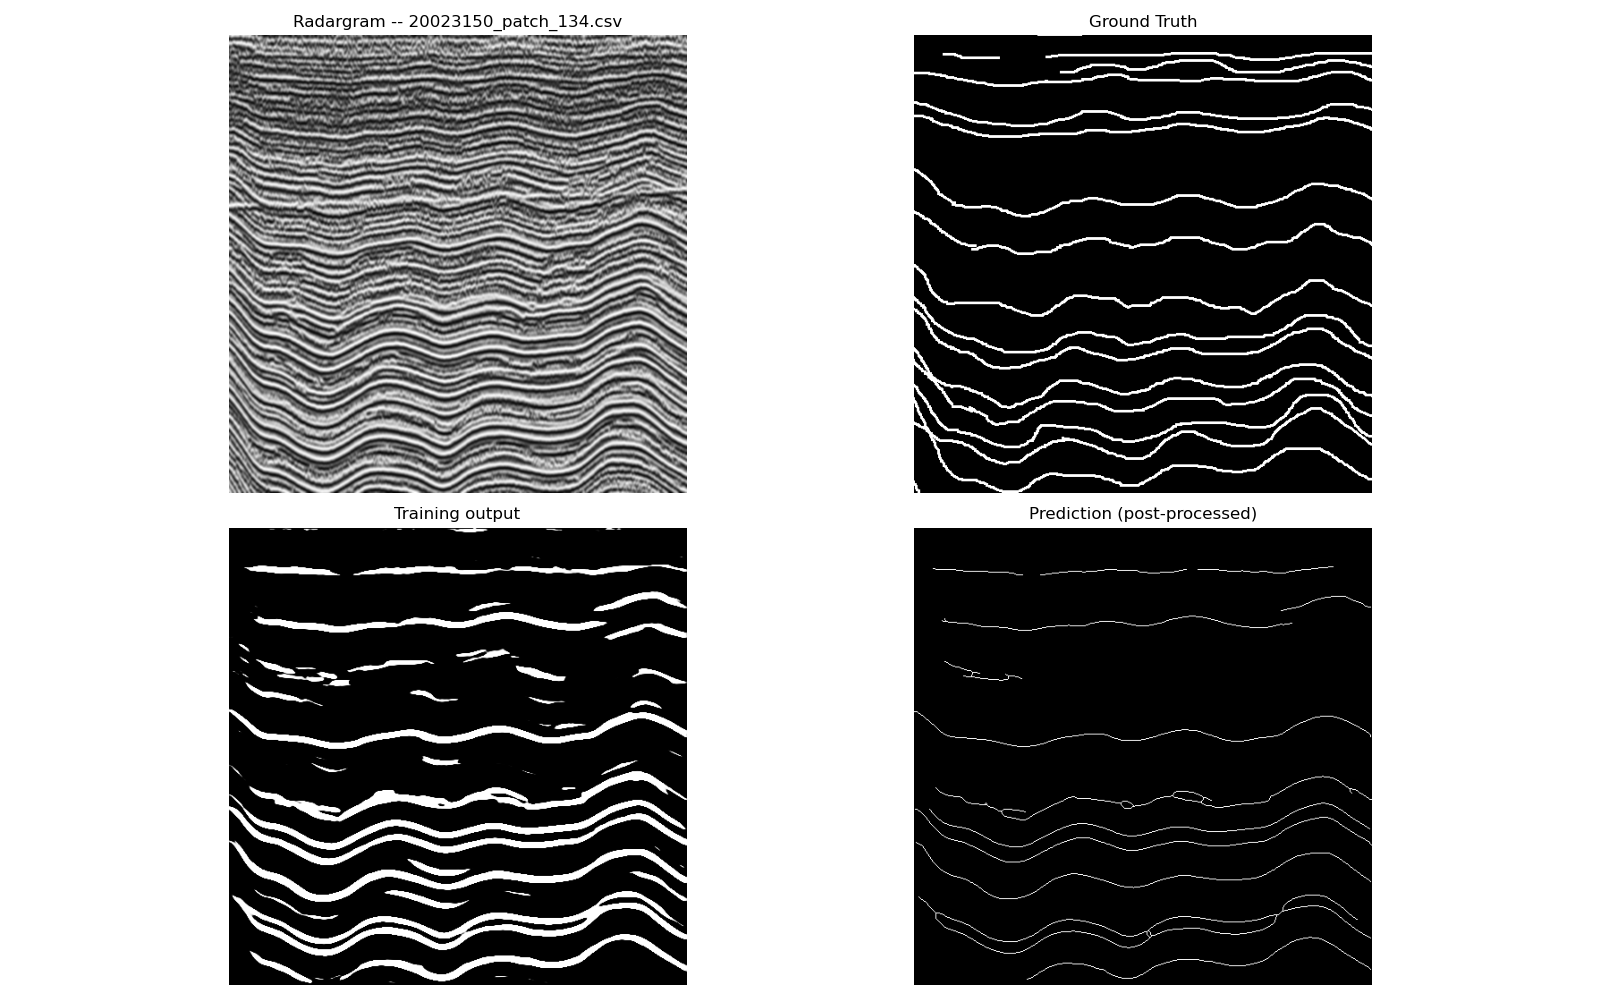 Radargram -- 20023150_patch_134.csv
Ground Truth
Training output
Prediction (post-processed)